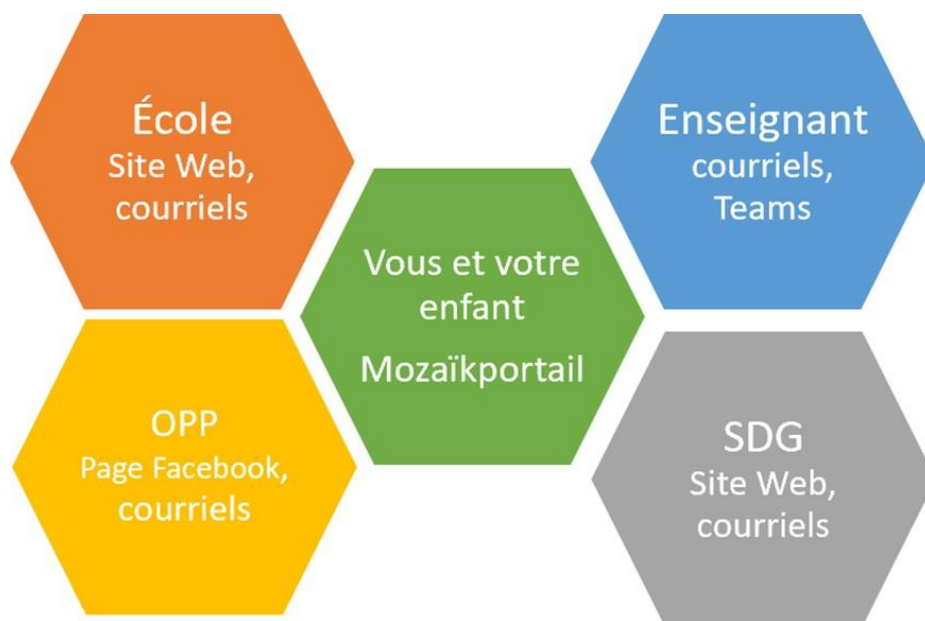 École
Site Web,
courriels
Enseignant
courriels,
Teams
Vous et votre
enfant
Mozaïkportail
OPP
Page Facebook,
courriels
SDG
Site Web,
courriels